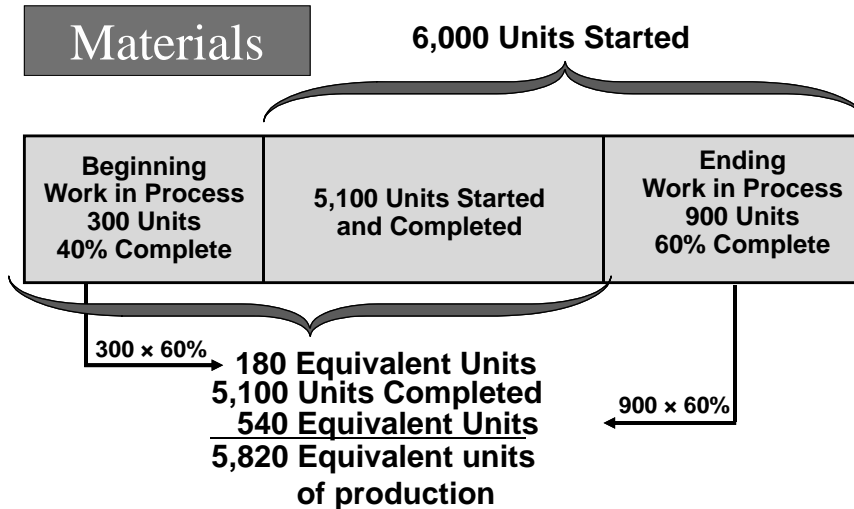 Materials
6,000 Units Started
Beginning
Work in Process
300 Units
40% Complete
5,100 Units Started
and Completed
Ending
Work in Process
900 Units
60% Complete
300 × 60%
180 Equivalent Units
5,100 Units Completed
540 Equivalent Units
900 × 60%
5,820 Equivalent units
of production